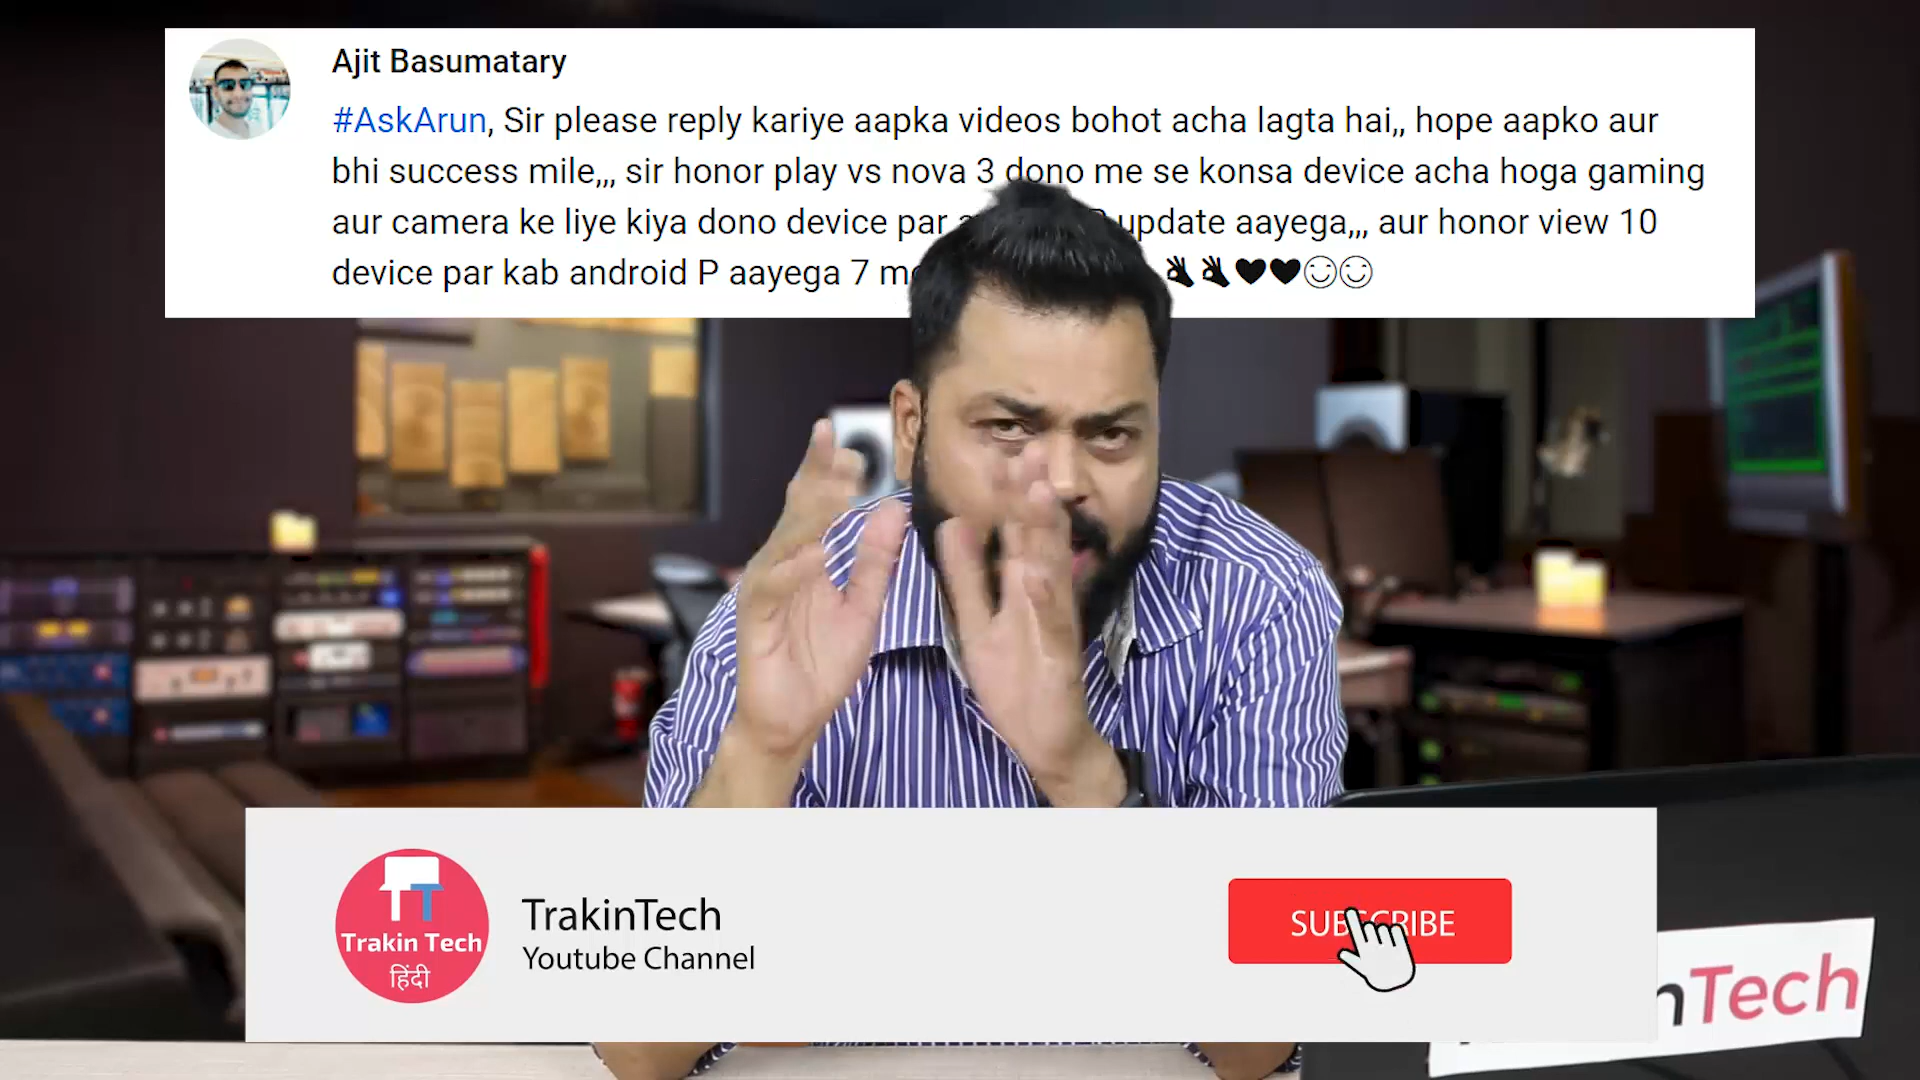 Ajit Basumatary
#AskArun, Sir please reply kariye aapka videos bohot acha lagta hai,, hope aapko aur
bhi success mile,,, sir honor play vs nova 3 dono me se konsa device acha hoga gaming
aur camera ke liye kiya dono device par update aayega,,, aur honor view 10
device par kab android P aayega 7 👌👌🖤🖤☺☺
Trakin Tech
हिंदी
TrakinTech
Youtube Channel
SUBSCRIBE
nTech